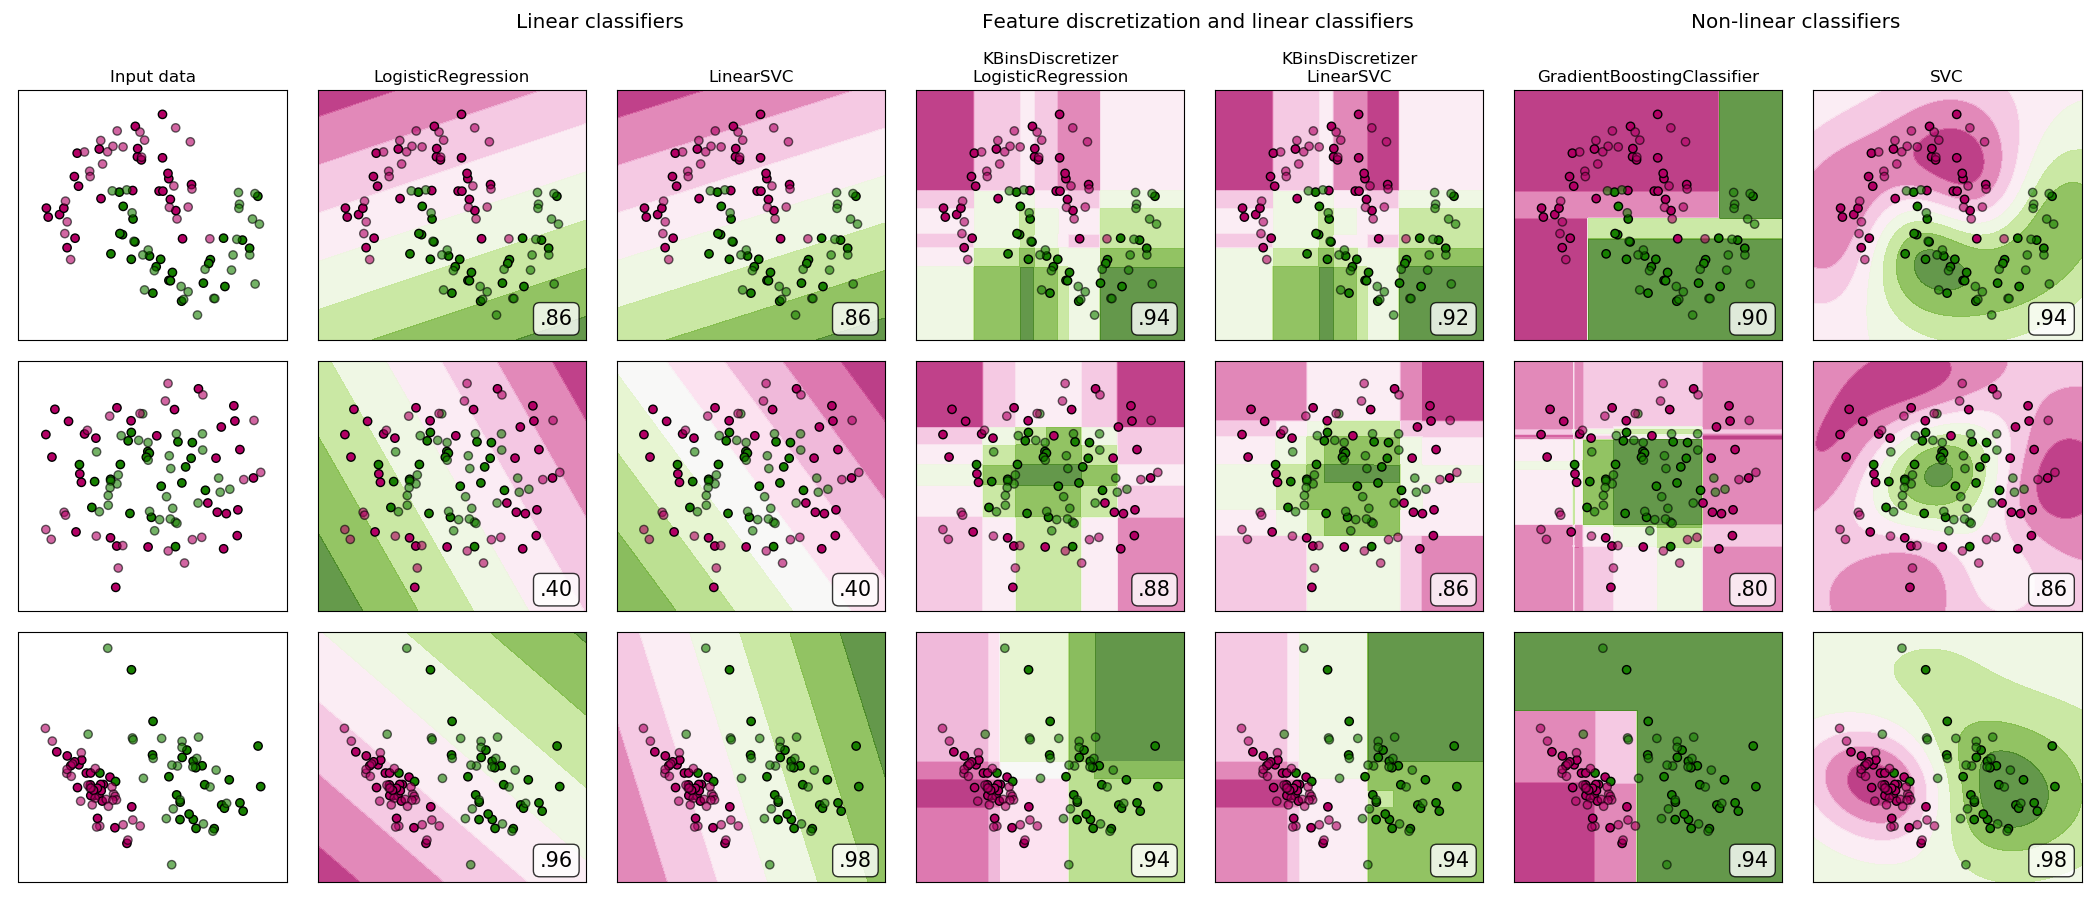 Linear classifiers
Feature discretization and linear classifiers
Non-linear classifiers
Input data
LogisticRegression
LinearSVC
KBinsDiscretizer
LogisticRegression
KBinsDiscretizer
LinearSVC
GradientBoostingClassifier
SVC
.86
.86
.94
.92
.90
.94
.40
.40
.88
.86
.80
.86
.96
.98
.94
.94
.94
.98